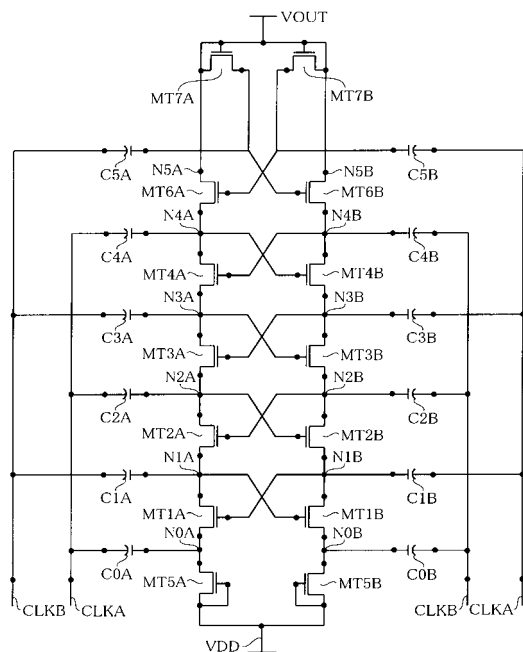 VOUT
MT7A MT7B
C5A N5A N5B C5B
MT6A MT6B
N4A N4B
C4A C4B
MT4A MT4B
N3A N3B
C3A MT3A MT3B C3B
N2A N2B
C2A C2B
MT2A MT2B
N1A N1B
C1A C1B
MT1A MT1B
N0A N0B
C0A C0B
MT5A MT5B
CLKB CLKA CLKB CLKA
VDD